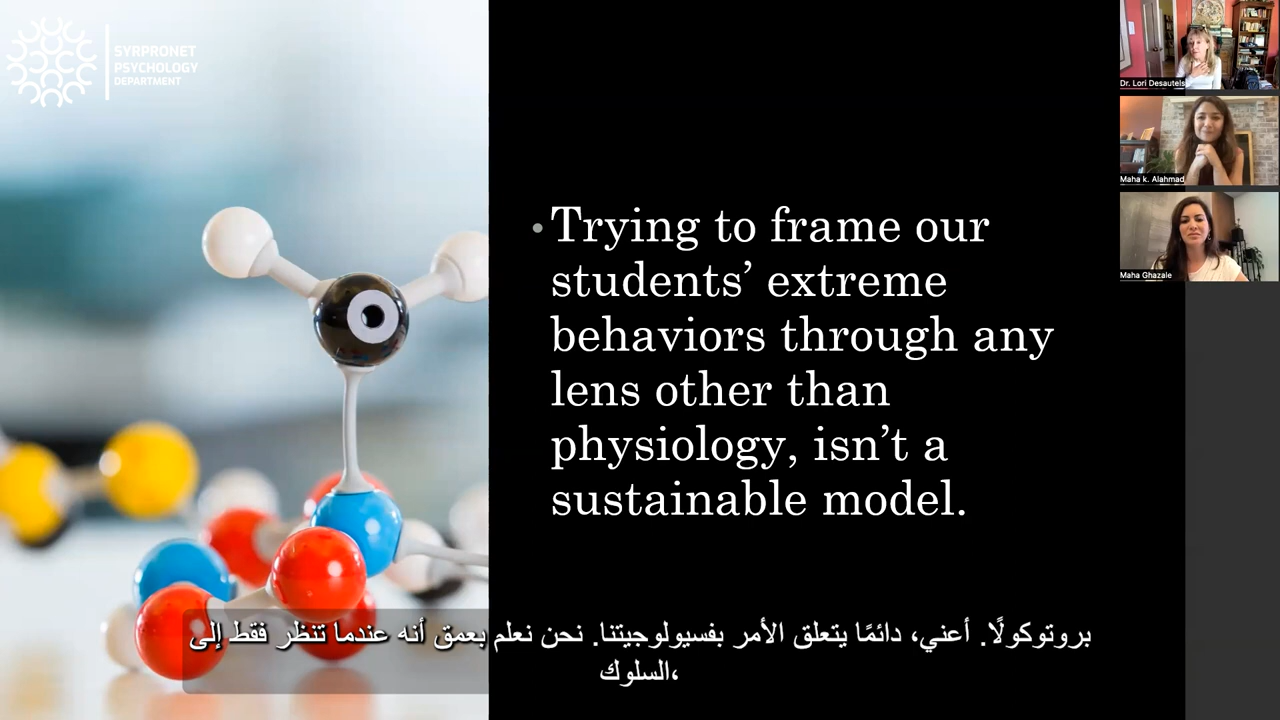 SYRPRONET
PSYCHOLOGY
DEPARTMENT
• Trying to frame our
students’ extreme
behaviors through any
lens other than
physiology, isn’t a
sustainable model.
Dr. Lori Desautels
Maha k. Alahmad
Maha Ghazale
بروتوكولًا. أعني، دائمًا يتعلق الأمر بفسيولوجيتنا. نحن نعلم بعمق أنه عندما تنظر فقط إلى
السلوك،